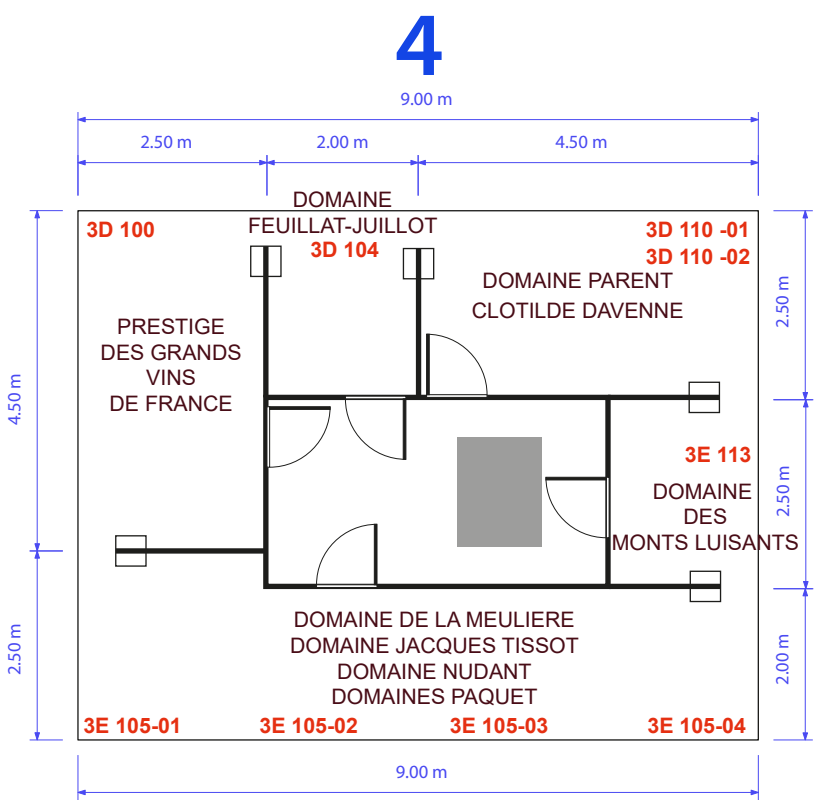 4
9.00 m
2.50 m
2.00 m
4.50 m
DOMAINE
FEUILLAT-JUILLOT
3D 104
3D 100
3D 110 -01
3D 110 -02
DOMAINE PARENT
CLOTILDE DAVENNE
PRESTIGE
DES GRANDS
VINS
DE FRANCE
4.50 m
2.50 m
2.50 m
2.50 m
2.00 m
3E 113
DOMAINE
DES
MONTS LUISANTS
DOMAINE DE LA MEULIERE
DOMAINE JACQUES TISSOT
DOMAINE NUDANT
DOMAINES PAQUET
3E 105-01
3E 105-02
3E 105-03
3E 105-04
9.00 m